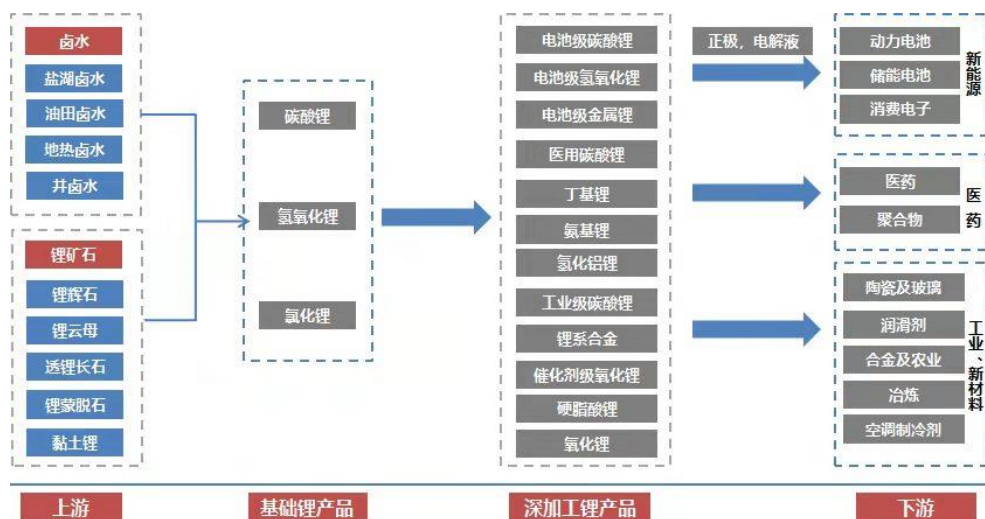 卤水
盐湖卤水
油田卤水
地热卤水
井卤水
锂矿石
锂辉石
锂云母
透锂长石
锂蒙脱石
黏土锂
碳酸锂
氢氧化锂
氯化锂
电池级碳酸锂
电池级氢氧化锂
电池级金属锂
医用碳酸锂
丁基锂
氨基锂
氢化铝锂
工业级碳酸锂
锂系合金
催化剂级氧化锂
硬脂酸锂
氧化锂
正极，电解液
动力电池
储能电池
消费电子
新能源
医药
聚合物
医药
陶瓷及玻璃
润滑剂
合金及农业
冶炼
空调制冷剂
工业、新材料
上游
基础锂产品
深加工锂产品
下游